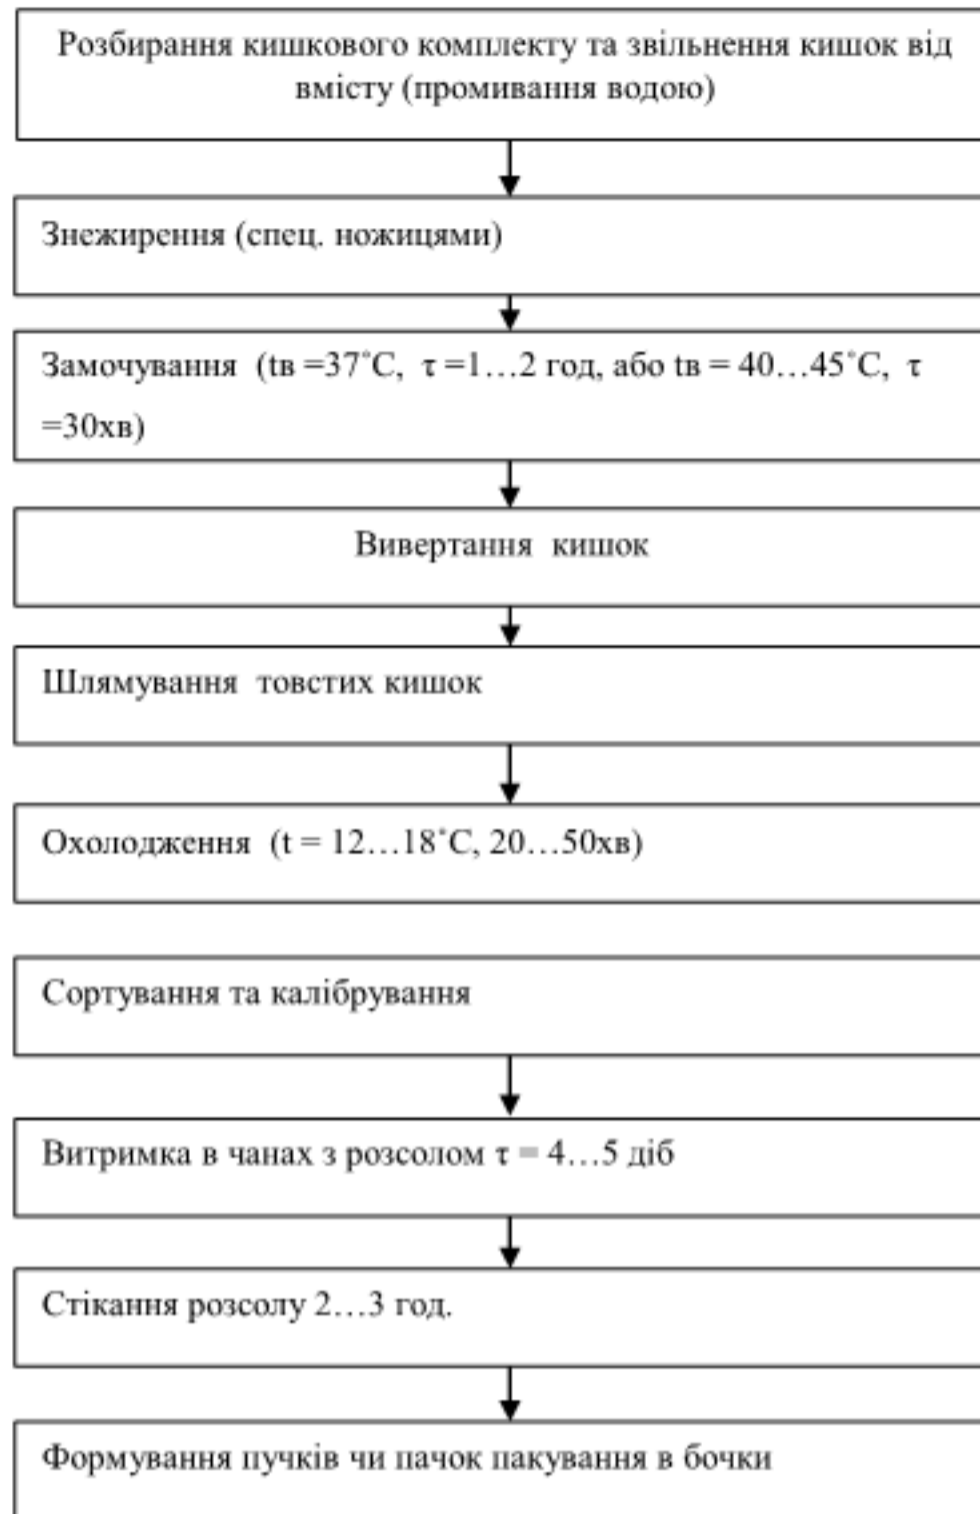 Розбирання кишкового комплекту та звільнення кишок від
вмісту (промивання водою)
Знежирення (спец. ножицями)
Замочування (tв =37˚С, τ =1…2 год, або tв = 40…45˚С, τ
=30хв)
Вивертання кишок
Шлямування товстих кишок
Охолодження (t = 12…18˚С, 20…50хв)
Сортування та калібрування
Витримка в чанах з розсолом τ = 4…5 діб
Стікання розсолу 2…3 год.
Формування пучків чи пачок пакування в бочки